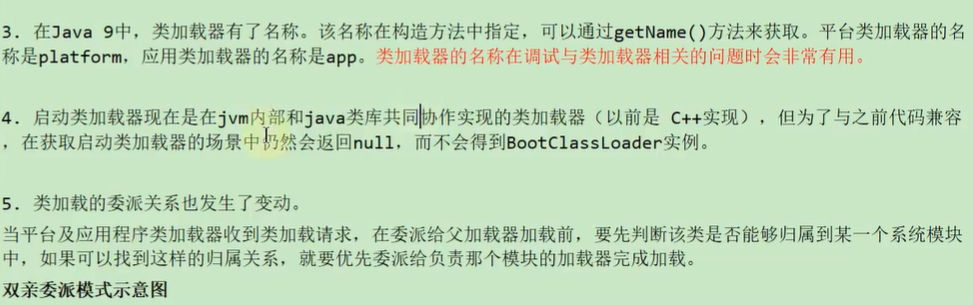 3. 在Java 9中，类加载器有了名称。该名称在构造方法中指定，可以通过getName()方法来获取。平台类加载器的名
称是platform，应用类加载器的名称是app。类加载器的名称在调试与类加载器相关的问题时会非常有用。
4. 启动类加载器现在是在jvm内部和java类库共同协作实现的类加载器（以前是 C++实现），但为了与之前代码兼容
，在获取启动类加载器的场景中仍然会返回null，而不会得到BootClassLoader实例。
5. 类加载的委派关系也发生了变动。
当平台及应用程序类加载器收到类加载请求，在委派给父加载器加载前，要先判断该类是否能够归属到某一个系统模块
中，如果可以找到这样的归属关系，就要优先委派给负责那个模块的加载器完成加载。
双亲委派模式示意图